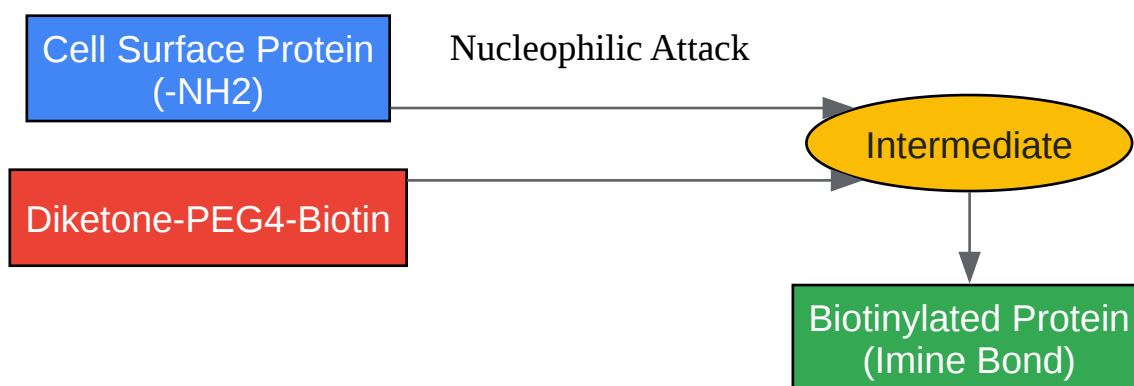 Cell Surface Protein
(-NH2)
Nucleophilic Attack
Intermediate
Diketone-PEG4-Biotin
Biotinylated Protein
(Imine Bond)